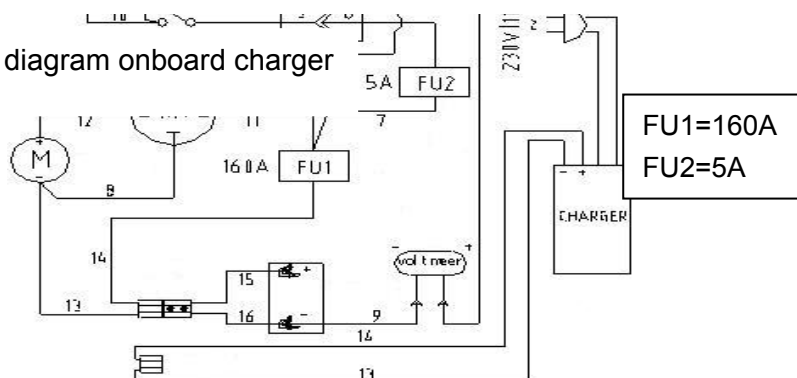 diagram onboard charger
5A FU2
230V
2
12
11
7
M
160A FU1
8
FU1=160A
FU2=5A
CHARGER
- +
14
- +
voltmeer
15 +
13
16 -
9
14
13